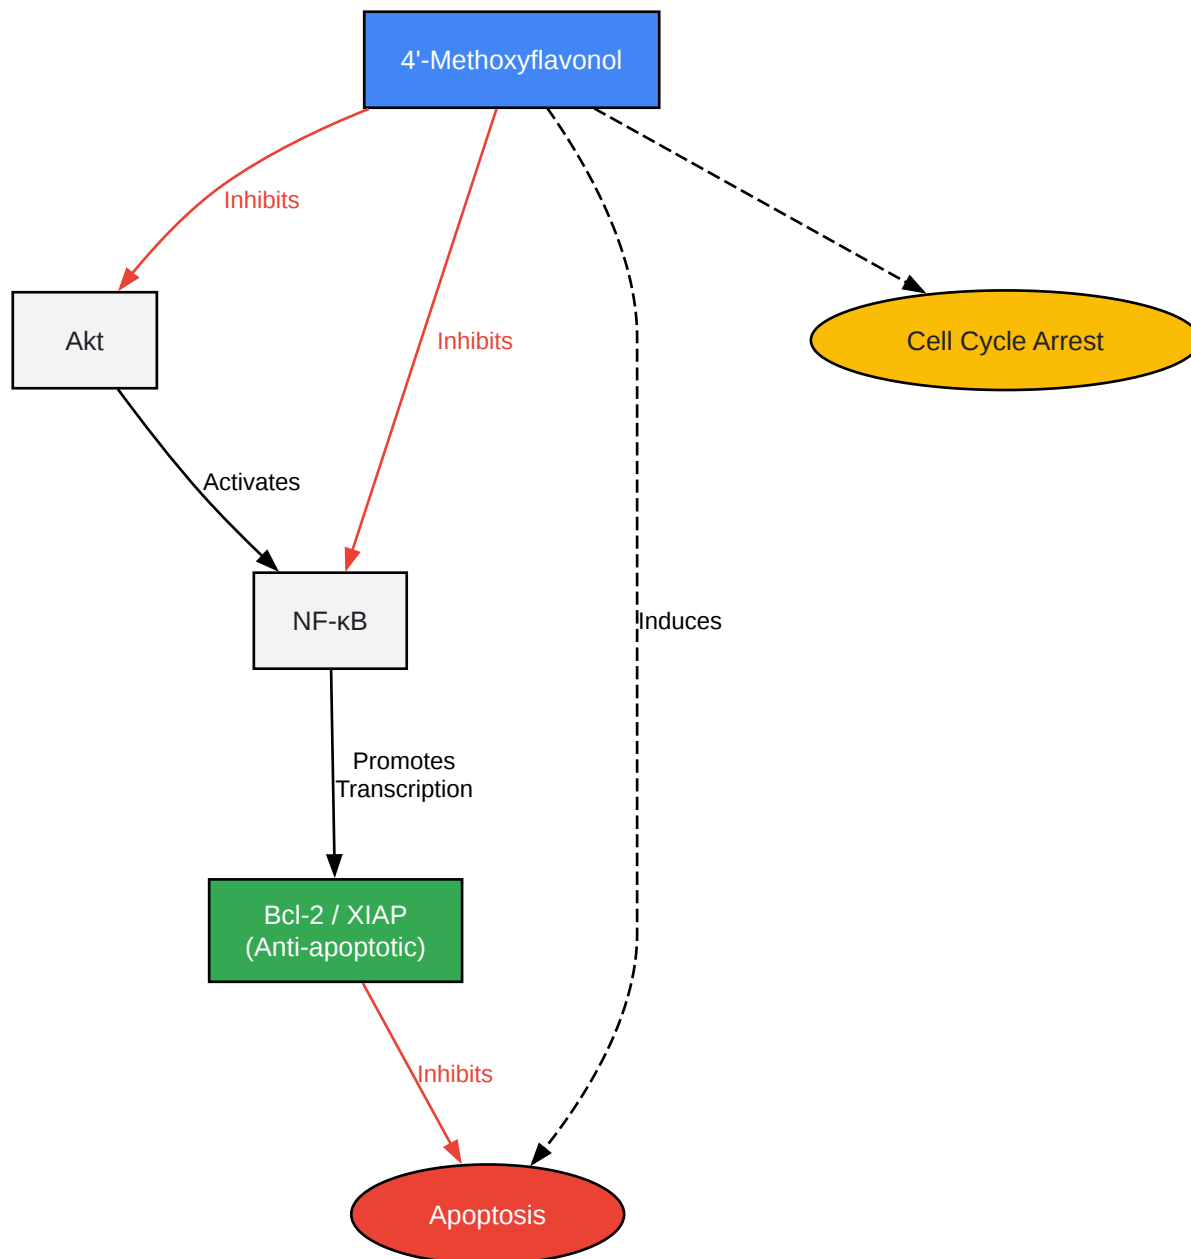 4'-Methoxyflavonol
Inhibits
Akt
Inhibits
Cell Cycle Arrest
Activates
NF-κB
Induces
Promotes
Transcription
Bcl-2 / XIAP
(Anti-apoptotic)
Inhibits
Apoptosis